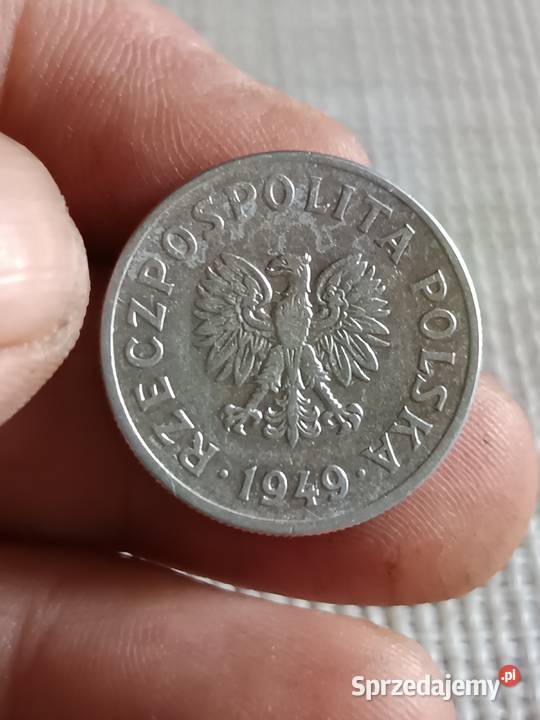 RZECZPOSPOLITA POLSKA
· 1949 ·
Sprzedajemy.pl